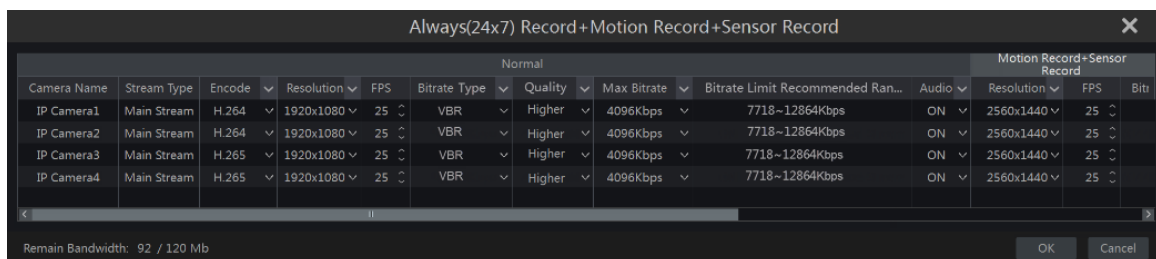 Always(24x7) Record+Motion Record+Sensor Record
Normal
Motion Record+Sensor
Record
Camera Name Stream Type Encode Resolution FPS Bitrate Type Quality Max Bitrate Bitrate Limit Recommended Ran... Audio Resolution FPS Bit
IP Camera1 Main Stream H.264 1920x1080 25 VBR Higher 4096Kbps 7718~12864Kbps ON 2560x1440 25
IP Camera2 Main Stream H.264 1920x1080 25 VBR Higher 4096Kbps 7718~12864Kbps ON 2560x1440 25
IP Camera3 Main Stream H.265 1920x1080 25 VBR Higher 4096Kbps 7718~12864Kbps ON 2560x1440 25
IP Camera4 Main Stream H.265 1920x1080 25 VBR Higher 4096Kbps 7718~12864Kbps ON 2560x1440 25
Remain Bandwidth: 92 / 120 Mb OK Cancel